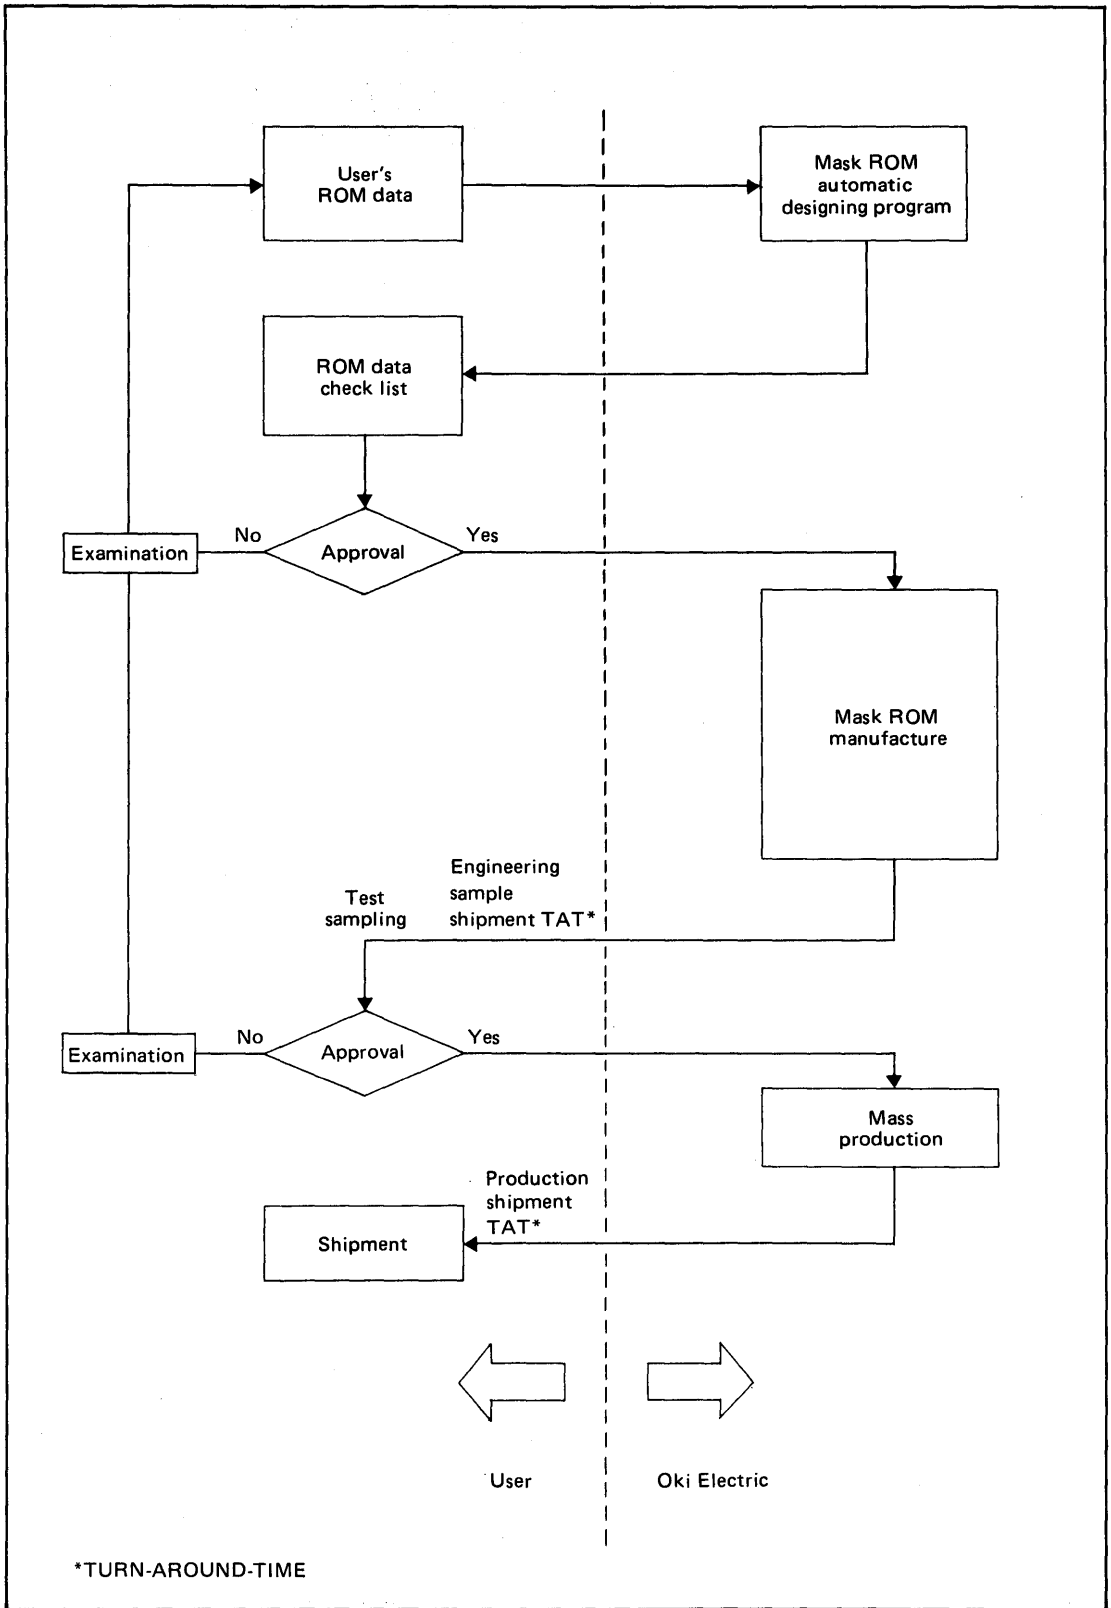 User's
ROM data
Mask ROM
automatic
designing program
ROM data
check list
Examination
No
Approval
Yes
Mask ROM
manufacture
Test
sampling
Engineering
sample
shipment TAT*
Examination
No
Approval
Yes
Mass
production
Production
shipment
TAT*
Shipment
User
Oki Electric
*TURN-AROUND-TIME